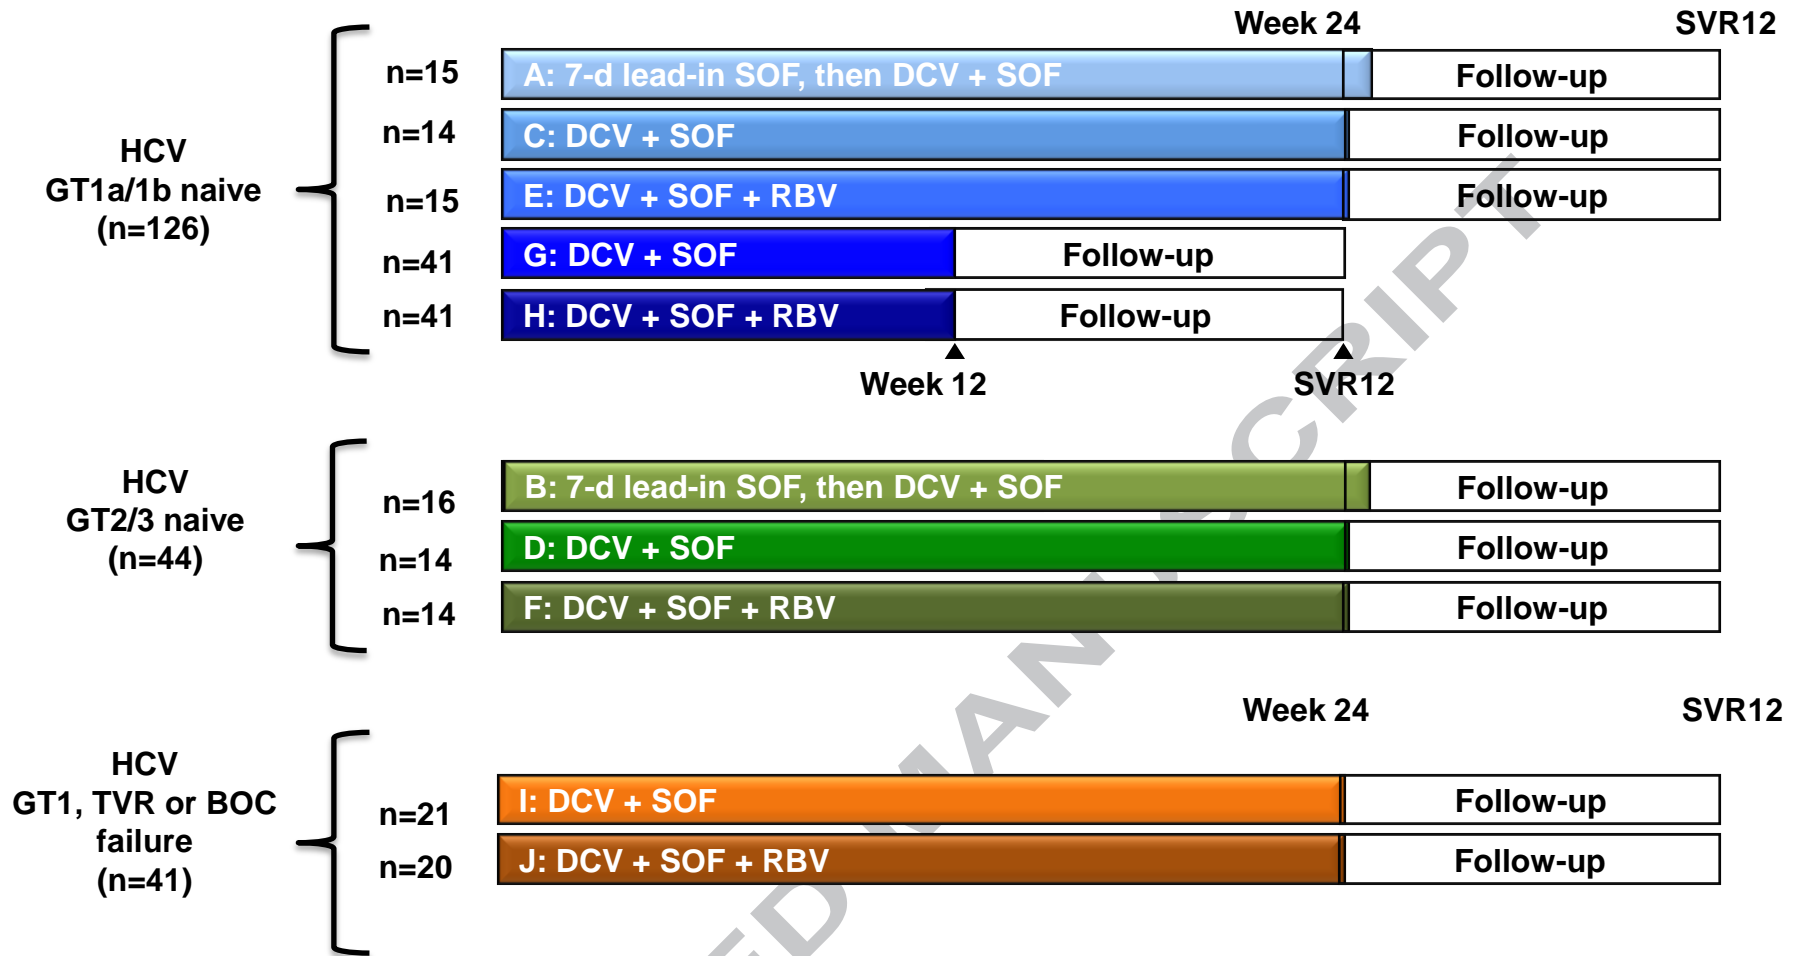 Week 24 SVR12
HCV
GT1a/1b naive
(n=126)
n=15 A: 7-d lead-in SOF, then DCV + SOF Follow-up
n=14 C: DCV + SOF Follow-up
n=15 E: DCV + SOF + RBV Follow-up
n=41 G: DCV + SOF Follow-up
n=41 H: DCV + SOF + RBV Follow-up
Week 12 SVR12
HCV
GT2/3 naive
(n=44)
n=16 B: 7-d lead-in SOF, then DCV + SOF Follow-up
n=14 D: DCV + SOF Follow-up
n=14 F: DCV + SOF + RBV Follow-up
Week 24 SVR12
HCV
GT1, TVR or BOC
failure
(n=41)
n=21 I: DCV + SOF Follow-up
n=20 J: DCV + SOF + RBV Follow-up